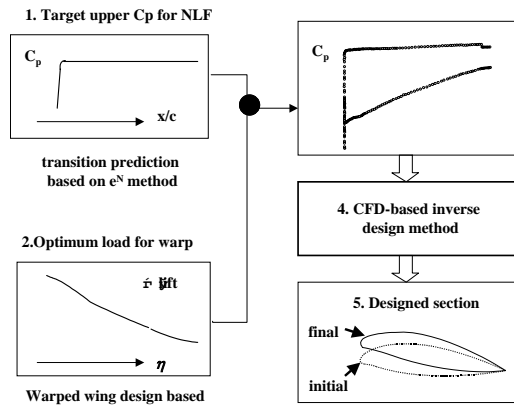 1. Target upper Cp for NLF
Cp
x/c
transition prediction
based on eN method
2.Optimum load for warp
η
Warped wing design based
Cp
4. CFD-based inverse
design method
5. Designed section
final
initial